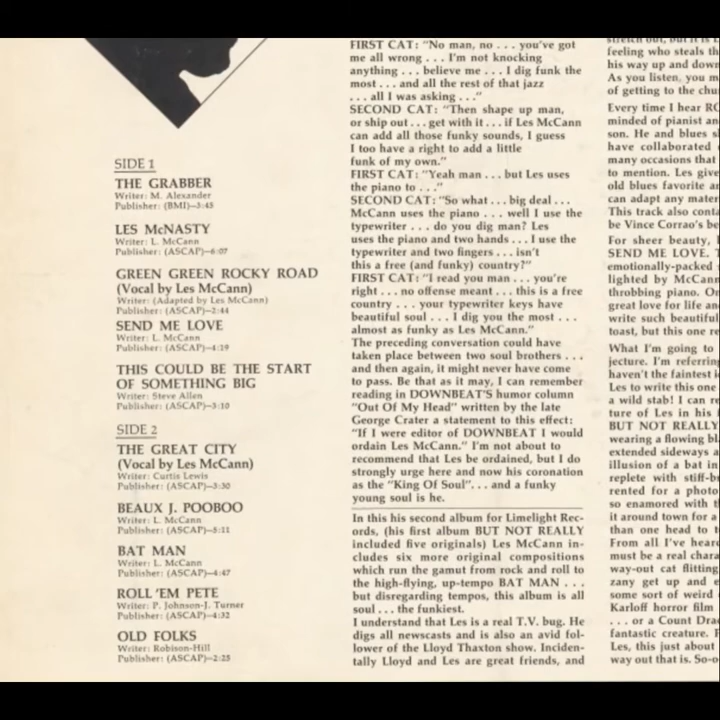 SIDE 1
THE GRABBER
Writer: M. Alexander
Publisher: (BMI)—3:45
LES McNASTY
Writer: L. McCann
Publisher: (ASCAP)—6:07
GREEN GREEN ROCKY ROAD
(Vocal by Les McCann)
Writer: (Adapted by Les McCann)
Publisher: (ASCAP)—2:44
SEND ME LOVE
Writer: L. McCann
Publisher: (ASCAP)—4:19
THIS COULD BE THE START
OF SOMETHING BIG
Writer: Steve Allen
Publisher: (ASCAP)—3:10
SIDE 2
THE GREAT CITY
(Vocal by Les McCann)
Writer: Curtis Lewis
Publisher: (ASCAP)—3:30
BEAUX J. POOBOO
Writer: L. McCann
Publisher: (ASCAP)—5:21
BAT MAN
Writer: L. McCann
Publisher: (ASCAP)—4:47
ROLL 'EM PETE
Writer: P. Johnson-J. Turner
Publisher: (ASCAP)—4:32
OLD FOLKS
Writer: Robison-Hill
Publisher: (ASCAP)—2:25
FIRST CAT: "No man, no . . . you've got
me all wrong . . . I'm not knocking
anything . . . believe me . . . I dig funk the
most . . . and all the rest of that jazz
. . . all I was asking . . ."
SECOND CAT: "Then shape up man,
or ship out . . . get with it . . . if Les McCann
can add all those funky sounds, I guess
I too have a right to add a little
funk of my own."
FIRST CAT: "Yeah man . . . but Les uses
the piano to . . ."
SECOND CAT: "So what . . . big deal . . .
McCann uses the piano . . . well I use the
typewriter . . . do you dig man? Les
uses the piano and two hands . . . I use the
typewriter and two fingers . . . isn't
this a free (and funky) country?"
FIRST CAT: "I read you man . . . you're
right . . . no offense meant . . . this is a free
country . . . your typewriter keys have
beautiful soul . . . I dig you the most . . .
almost as funky as Les McCann."
The preceding conversation could have
taken place between two soul brothers . . .
and then again, it might never have come
to pass. Be that as it may, I can remember
reading in DOWNBEAT'S humor column
"Out Of My Head" written by the late
George Crater a statement to this effect:
"If I were editor of DOWNBEAT I would
ordain Les McCann." I'm not about to
recommend that Les be ordained, but I do
strongly urge here and now his coronation
as the "King Of Soul". . . and a funky
young soul is he.
In this his second album for Limelight Rec-
ords, (his first album BUT NOT REALLY
included five originals) Les McCann in-
cludes six more original compositions
which run the gamut from rock and roll to
the high-flying, up-tempo BAT MAN . . .
but disregarding tempos, this album is all
soul . . . the funkiest.
I understand that Les is a real T.V. bug. He
digs all newscasts and is also an avid fol-
lower of the Lloyd Thaxton show. Inciden-
tally Lloyd and Les are great friends, and
stretch out, but it is
feeling who steals th
his way up and down
As you listen, you m
of getting to the chu
Every time I hear RO
minded of pianist an
son. He and blues s
have collaborated
many occasions that
to mention. Les give
old blues favorite a
can adapt any mater
This track also conta
be Vince Corrao's be
For sheer beauty,
SEND ME LOVE. T
emotionally-packed
lighted by McCann
throbbing piano. On
great love for life an
write such beautiful
toast, but this one re
What I'm going to
jecture. I'm referrin
haven't the faintest i
Les to write this one
a wild stab! I can re
ture of Les in his f
BUT NOT REALLY
wearing a flowing bl
extended sideways a
illusion of a bat in
replete with stiff-b
rented for a photo
so enamored with t
it around town for a
than one head to t
From all I've hear
must be a real chara
way-out cat flitting
zany get up and e
some sort of weird
Karloff horror film
. . . or a Count Drac
fantastic creature. F
Les, this just about
way out that is. So-o